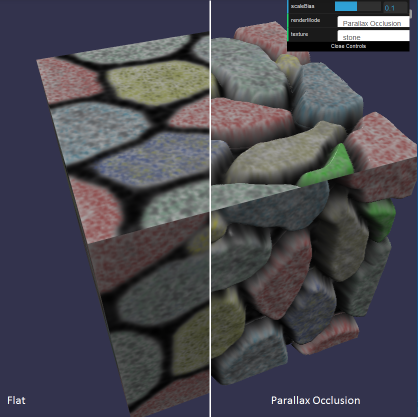 scaleBias 0.1
renderMode Parallax Occlusion
texture stone
Close Controls
Flat
Parallax Occlusion